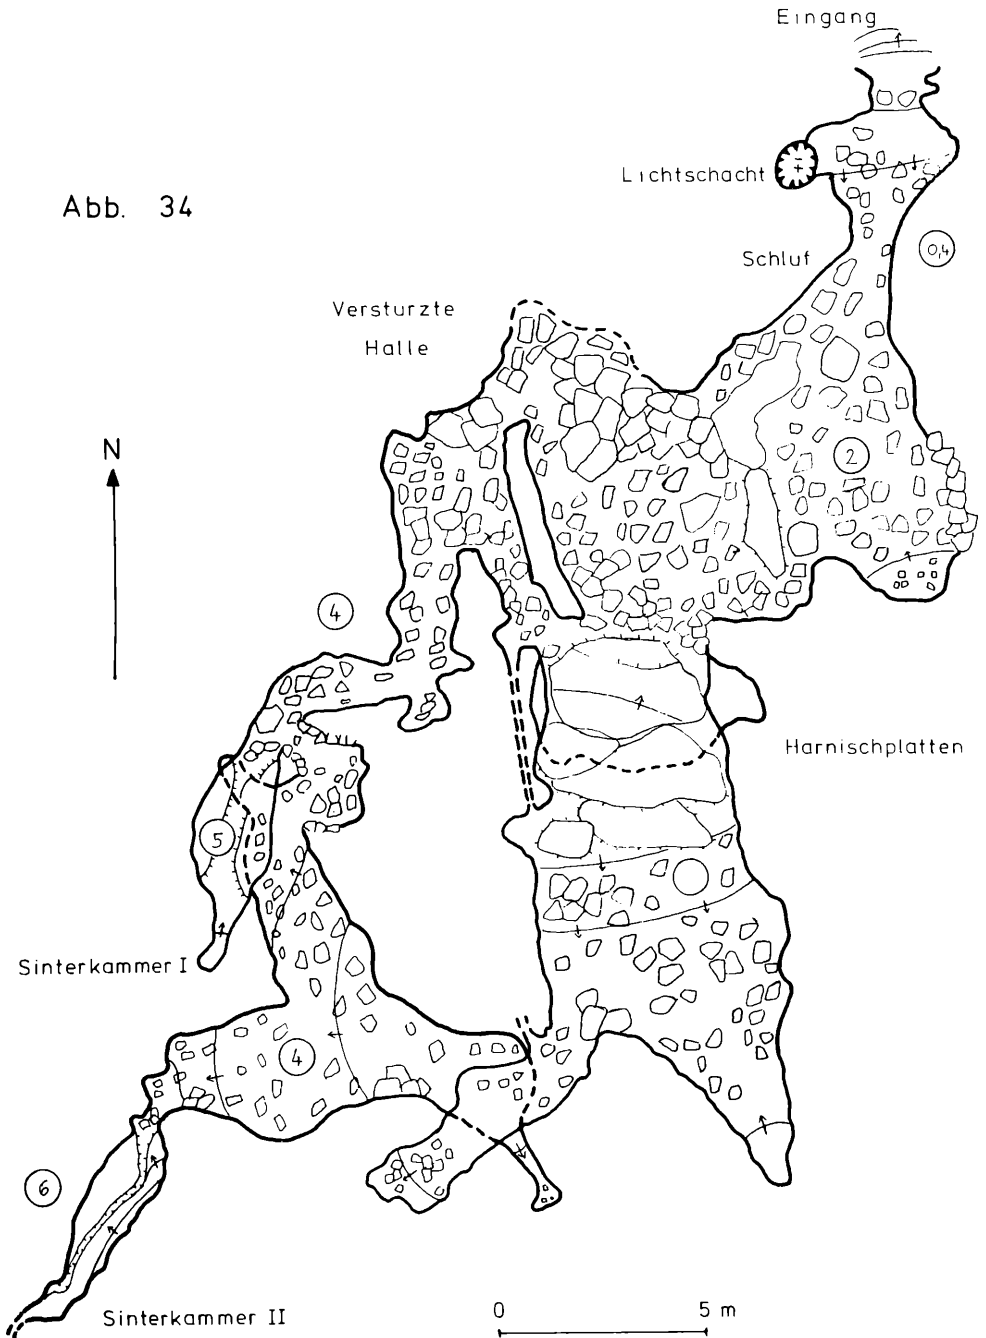 Eingang
Lichtschacht
Abb. 34
0,4
Schluf
Versturzte
Halle
N
2
4
Harnischplatten
5
Sinterkammer I
4
6
Sinterkammer II
0 5 m